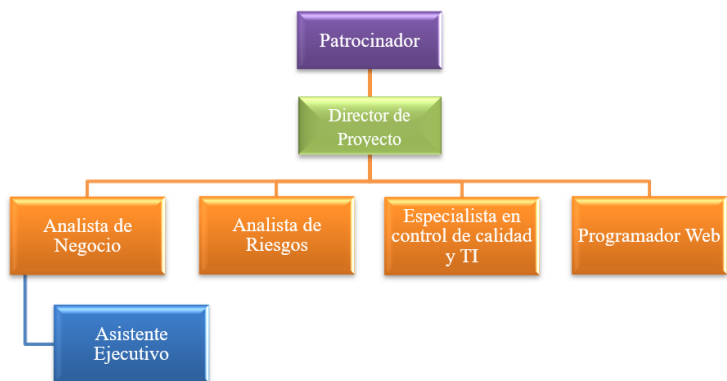 Patrocinador
Director de
Proyecto
Analista de
Negocio
Analista de
Riesgos
Especialista en
control de calidad
y TI
Programador Web
Asistente
Ejecutivo